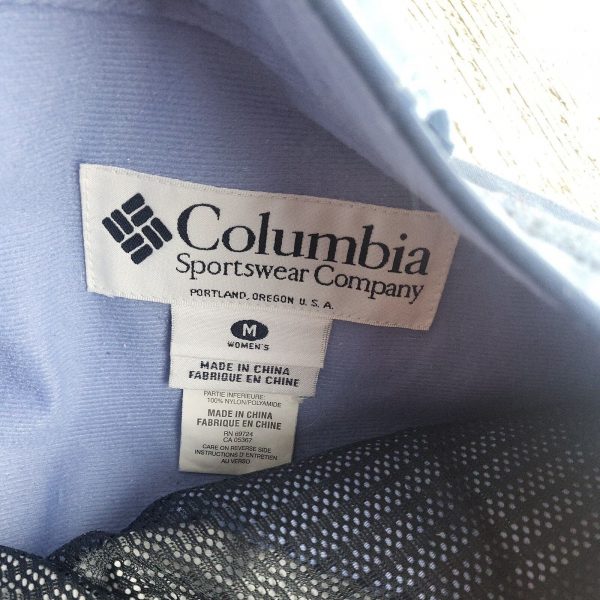 Columbia
Sportswear Company
PORTLAND, OREGON U.S.A.
M
WOMEN'S
MADE IN CHINA
FABRIQUE EN CHINE
PARTIE INFERIEURE:
100% NYLON/POLYAMIDE
MADE IN CHINA
FABRIQUE EN CHINE
RN 69724
CA 05367
CARE ON REVERSE SIDE
INSTRUCTIONS D'ENTRETIEN
AU VERSO